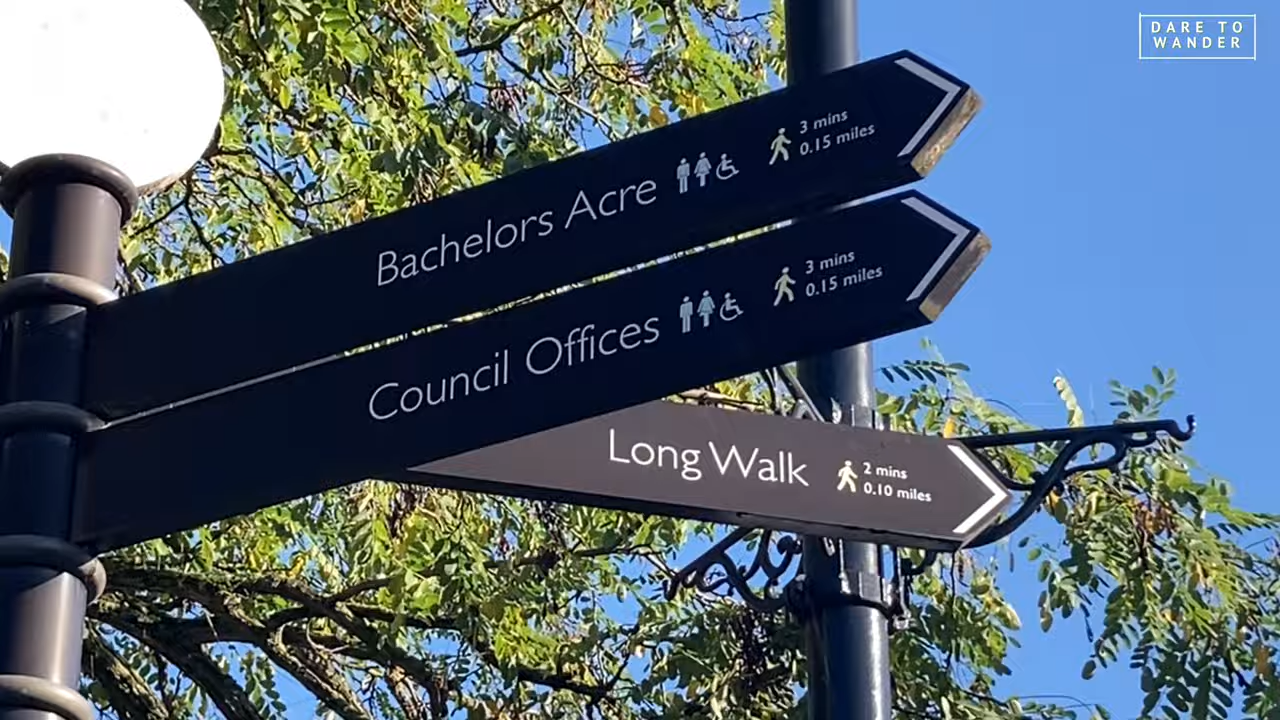 DARE TO
WANDER
Bachelors Acre
3 mins
0.15 miles
Council Offices
3 mins
0.15 miles
Long Walk
2 mins
0.10 miles